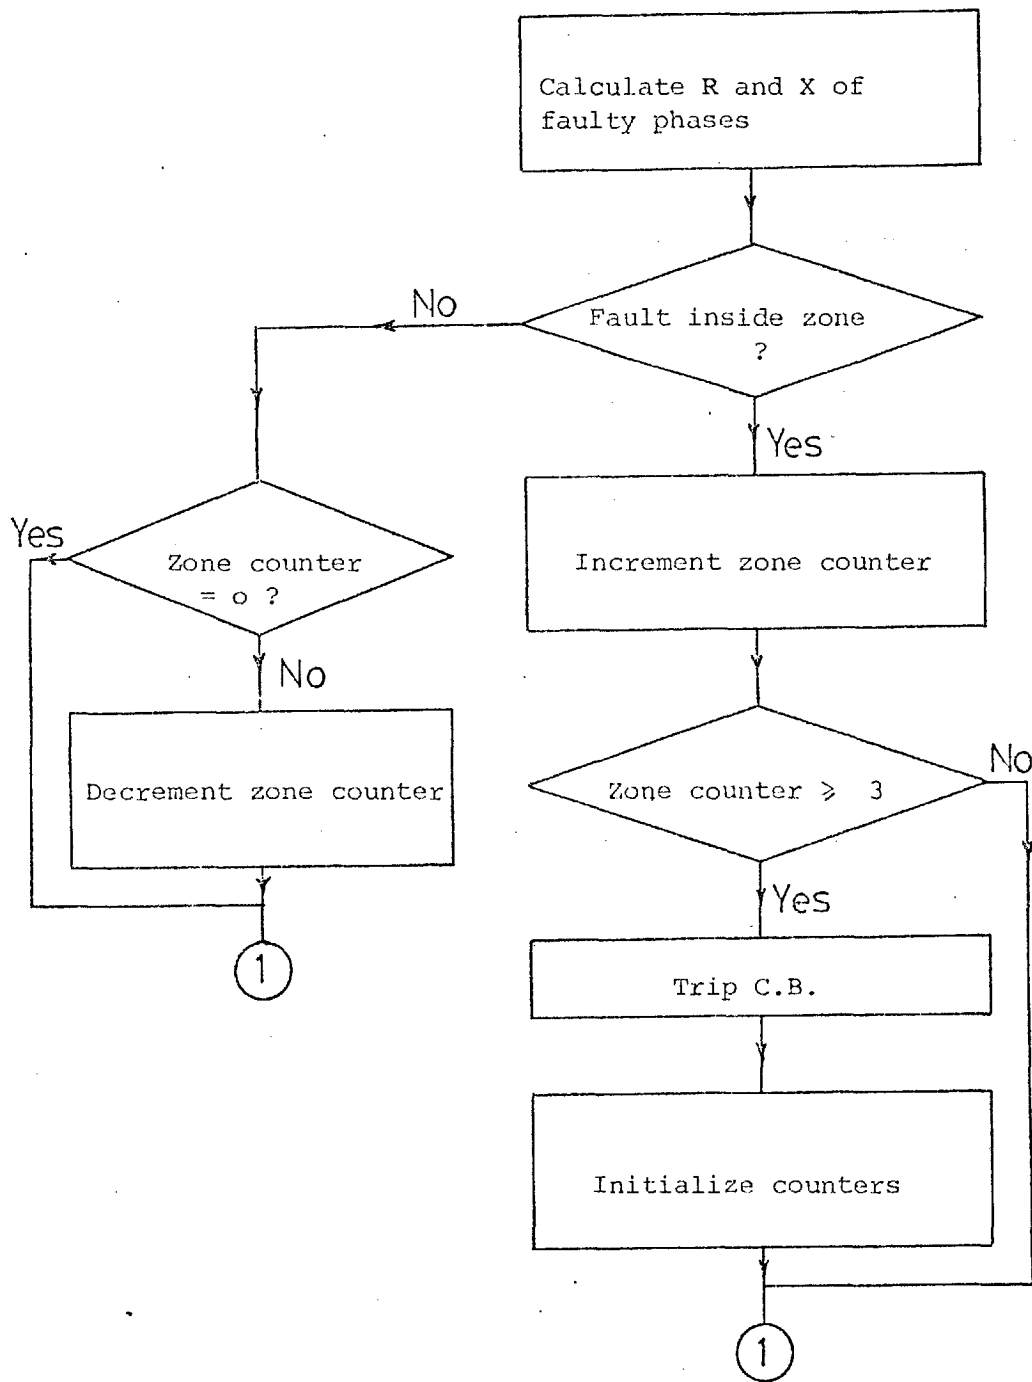 Calculate R and X of
faulty phases
No
Fault inside zone
?
Yes
Yes
Zone counter
= o ?
Increment zone counter
No
No
Decrement zone counter
Zone counter ⩾ 3
Yes
1
Trip C.B.
Initialize counters
1